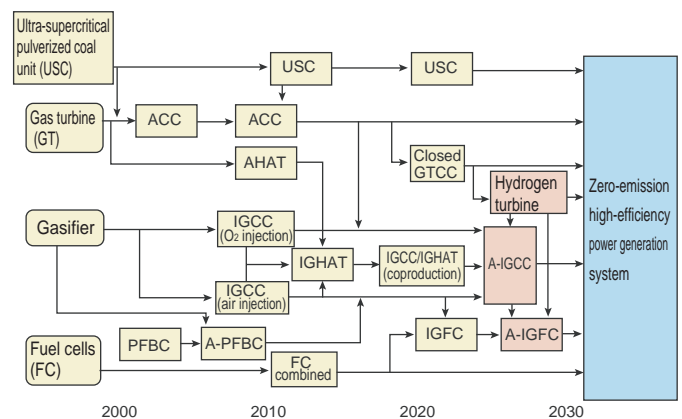 Ultra-supercritical
pulverized coal
unit (USC)
USC
USC
Gas turbine
(GT)
ACC
ACC
AHAT
Closed
GTCC
Hydrogen
turbine
Zero-emission
high-efficiency
power generation
system
Gasifier
IGCC
(O₂ injection)
IGHAT
IGCC/IGHAT
(coproduction)
A-IGCC
IGCC
(air injection)
PFBC
A-PFBC
IGFC
A-IGFC
Fuel cells
(FC)
FC
combined
2000
2010
2020
2030